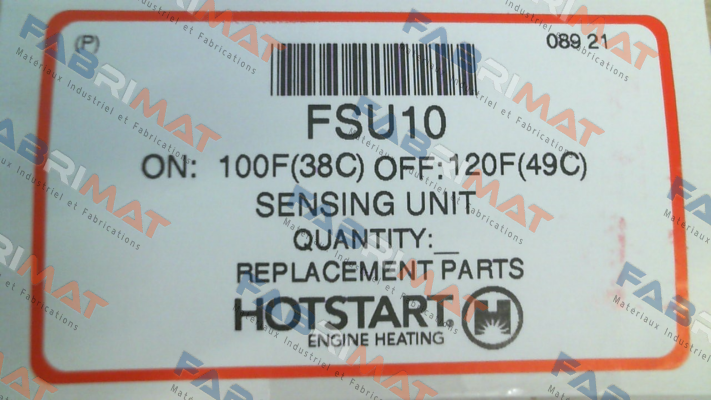 (P)
089 21
FSU10
ON: 100F(38C) OFF: 120F(49C)
SENSING UNIT
QUANTITY:_
REPLACEMENT PARTS
HOTSTART. H
ENGINE HEATING
FABRIMAT
Matériaux Industriel et Fabrications